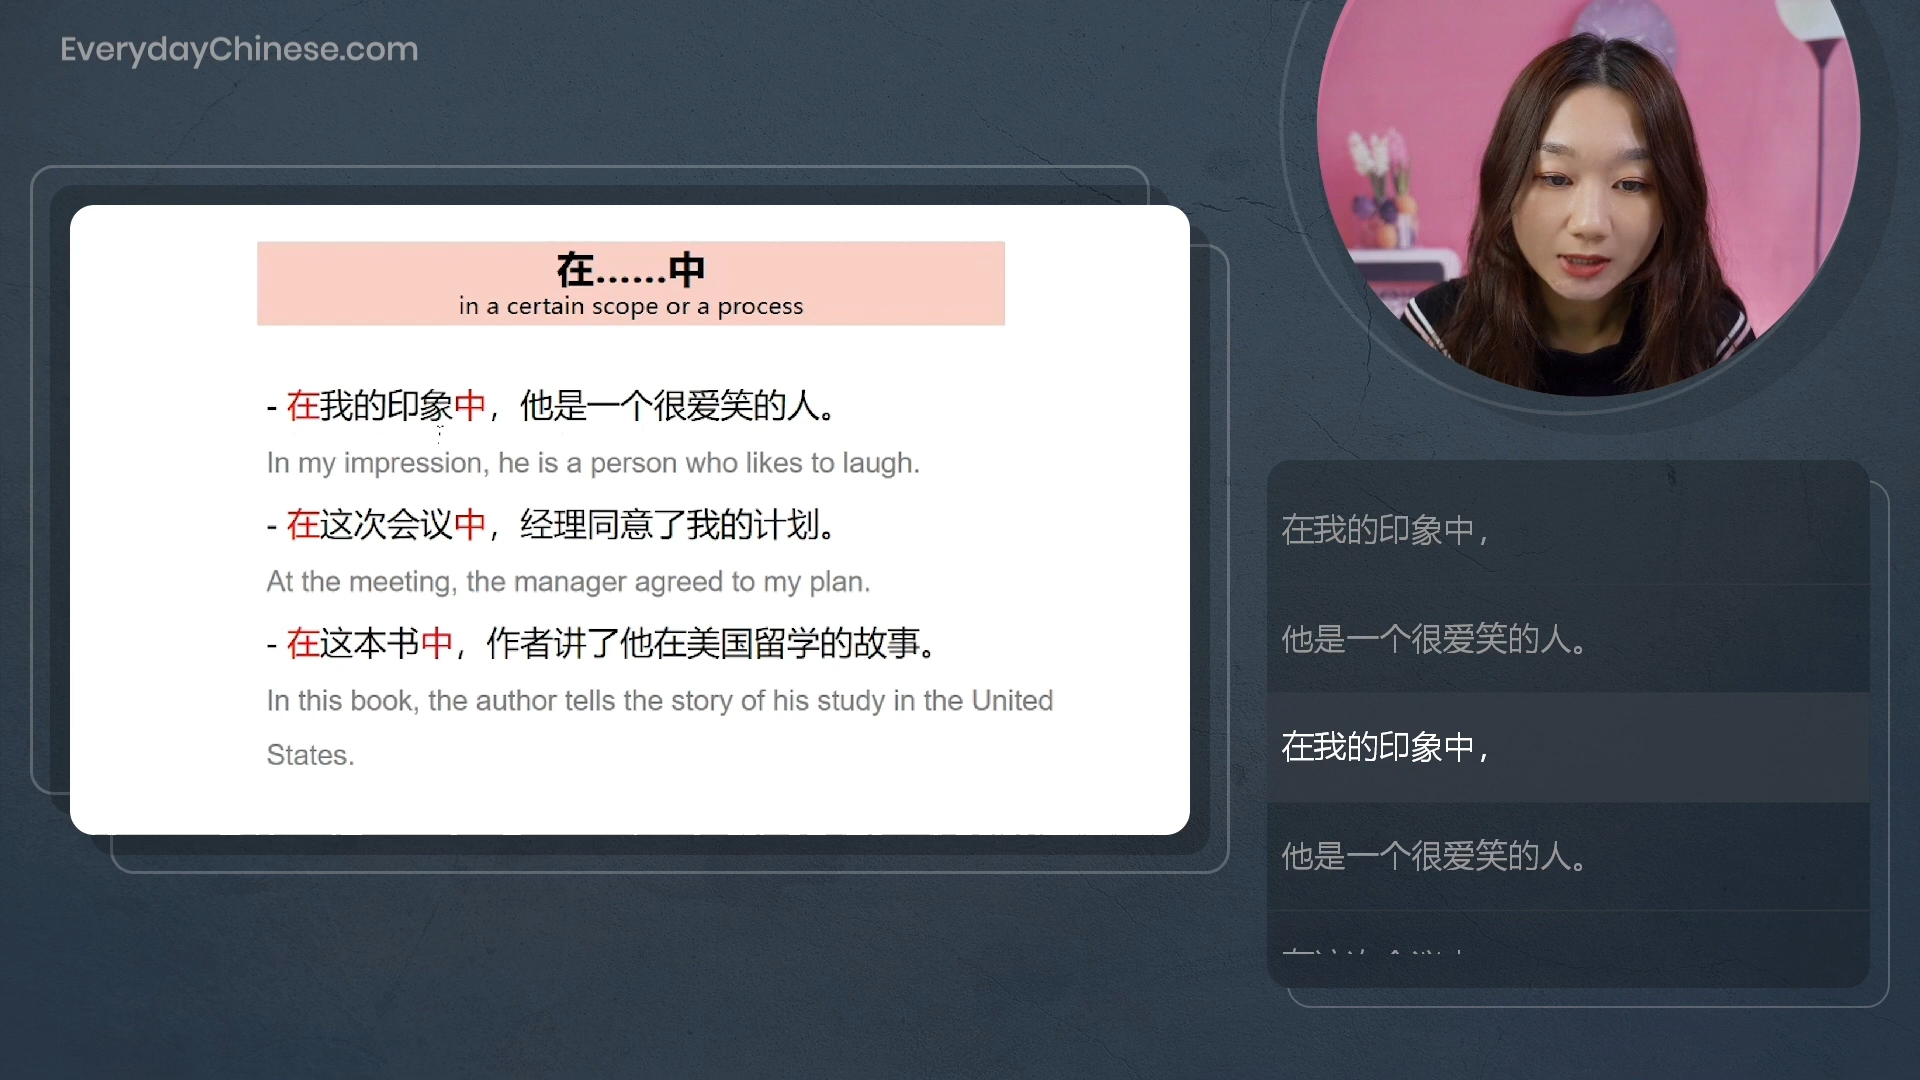 EverydayChinese.com
在……中
in a certain scope or a process
- 在我的印象中，他是一个很爱笑的人。
In my impression, he is a person who likes to laugh.
- 在这次会议中，经理同意了我的计划。
At the meeting, the manager agreed to my plan.
- 在这本书中，作者讲了他在美国留学的故事。
In this book, the author tells the story of his study in the United
States.
在我的印象中，
他是一个很爱笑的人。
在我的印象中，
他是一个很爱笑的人。